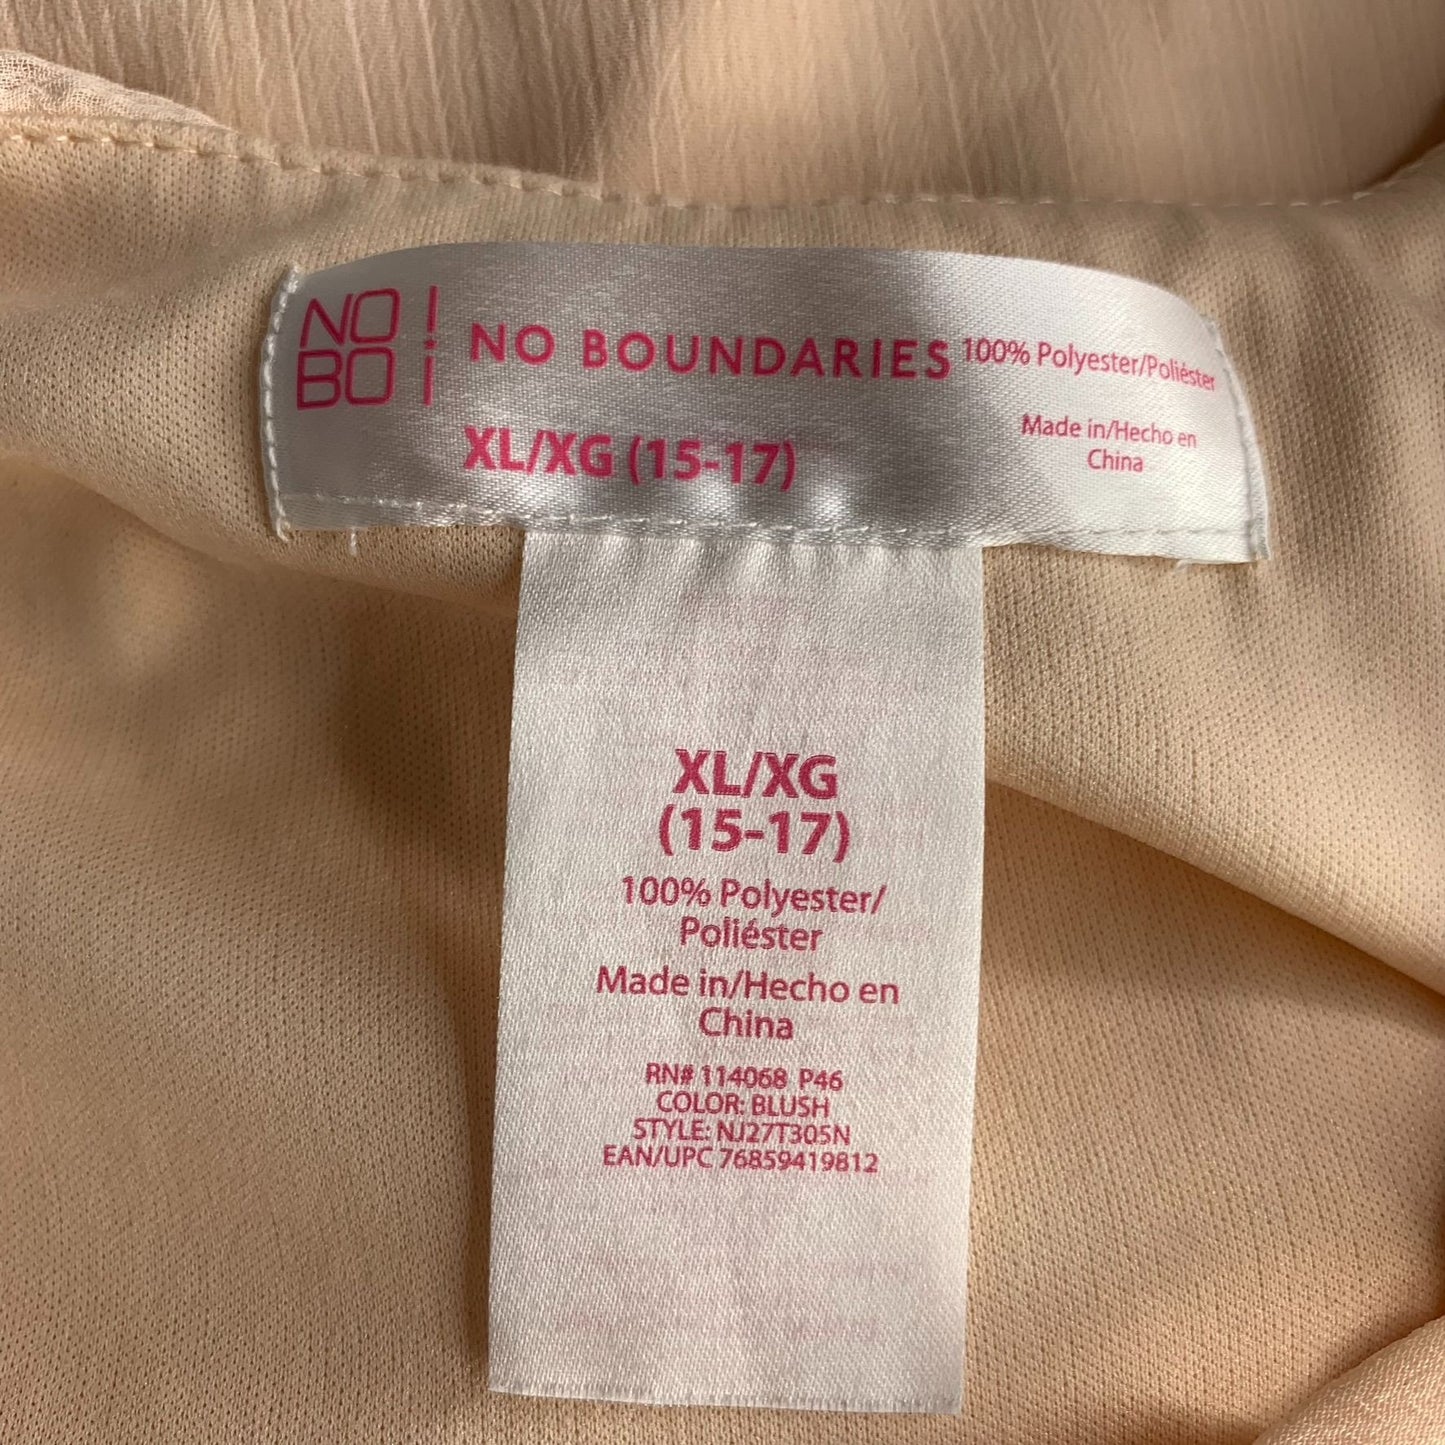 NO BO!
NO BOUNDARIES
XL/XG (15-17)
100% Polyester/Poliéster
Made in/Hecho en
China
XL/XG
(15-17)
100% Polyester/
Poliéster
Made in/Hecho en
China
RN# 114068 P46
COLOR: BLUSH
STYLE: NJ27T305N
EAN/UPC 76859419812